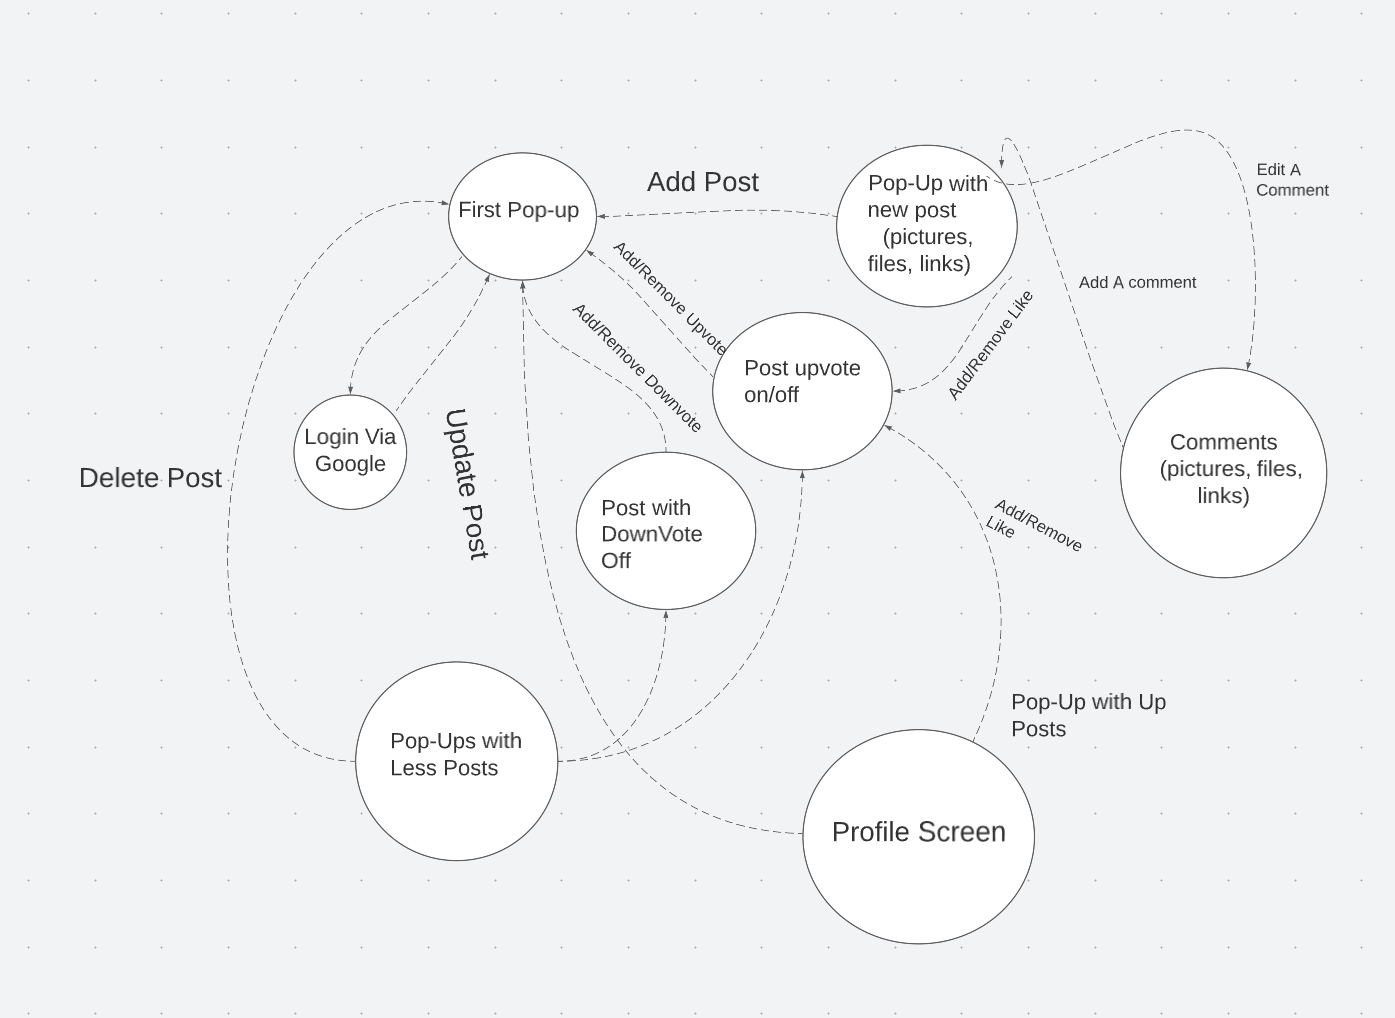 Edit A
Comment
Add Post
Pop-Up with
new post
(pictures,
files, links)
First Pop-up
Add/Remove Upvote
Add A comment
Add/Remove Like
Add/Remove Downvote
Post upvote
on/off
Login Via
Google
Update Post
Delete Post
Comments
(pictures, files,
links)
Post with
DownVote
Off
Add/Remove
Like
Pop-Up with Up
Posts
Pop-Ups with
Less Posts
Profile Screen